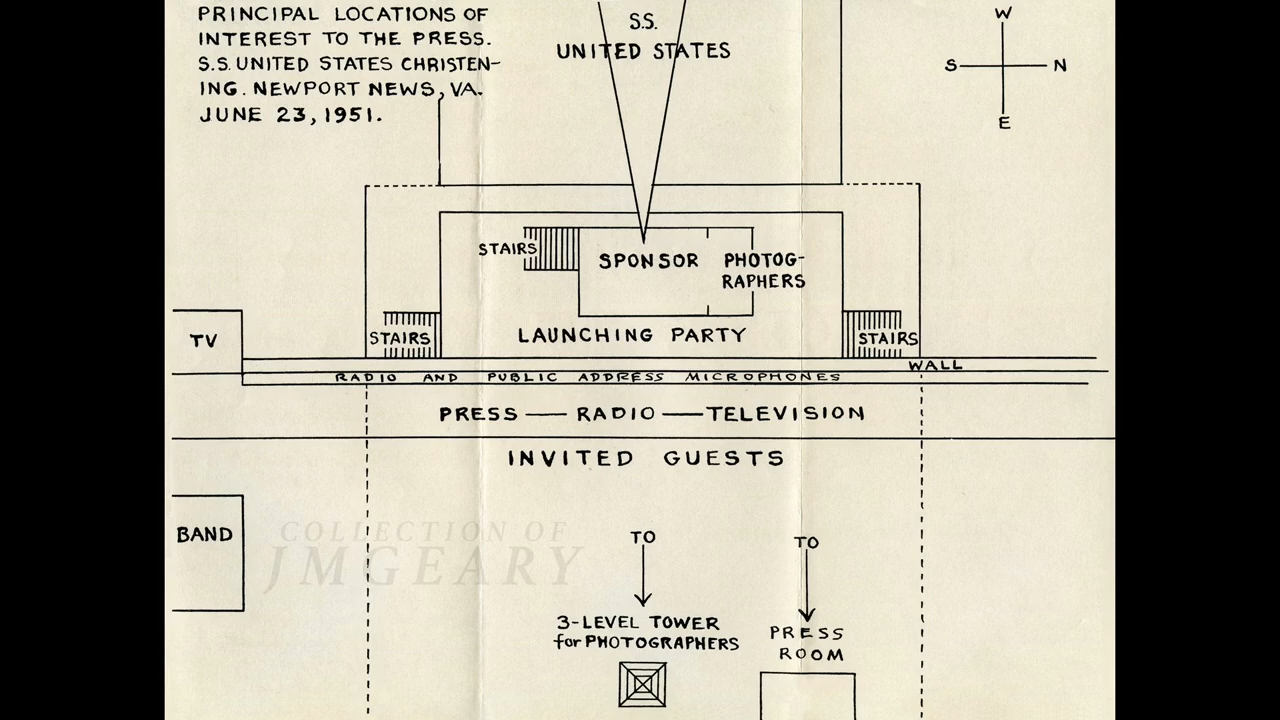 PRINCIPAL LOCATIONS OF
INTEREST TO THE PRESS.
S.S. UNITED STATES CHRISTEN-
ING. NEWPORT NEWS, VA.
JUNE 23, 1951.
S.S.
UNITED STATES
W
S N
E
STAIRS
SPONSOR
PHOTOG-
RAPHERS
TV
STAIRS
LAUNCHING PARTY
STAIRS
WALL
RADIO AND PUBLIC ADDRESS MICROPHONES
PRESS — RADIO — TELEVISION
INVITED GUESTS
BAND
COLLECTION OF
JMGEARY
TO
3-LEVEL TOWER
for PHOTOGRAPHERS
TO
PRESS
ROOM